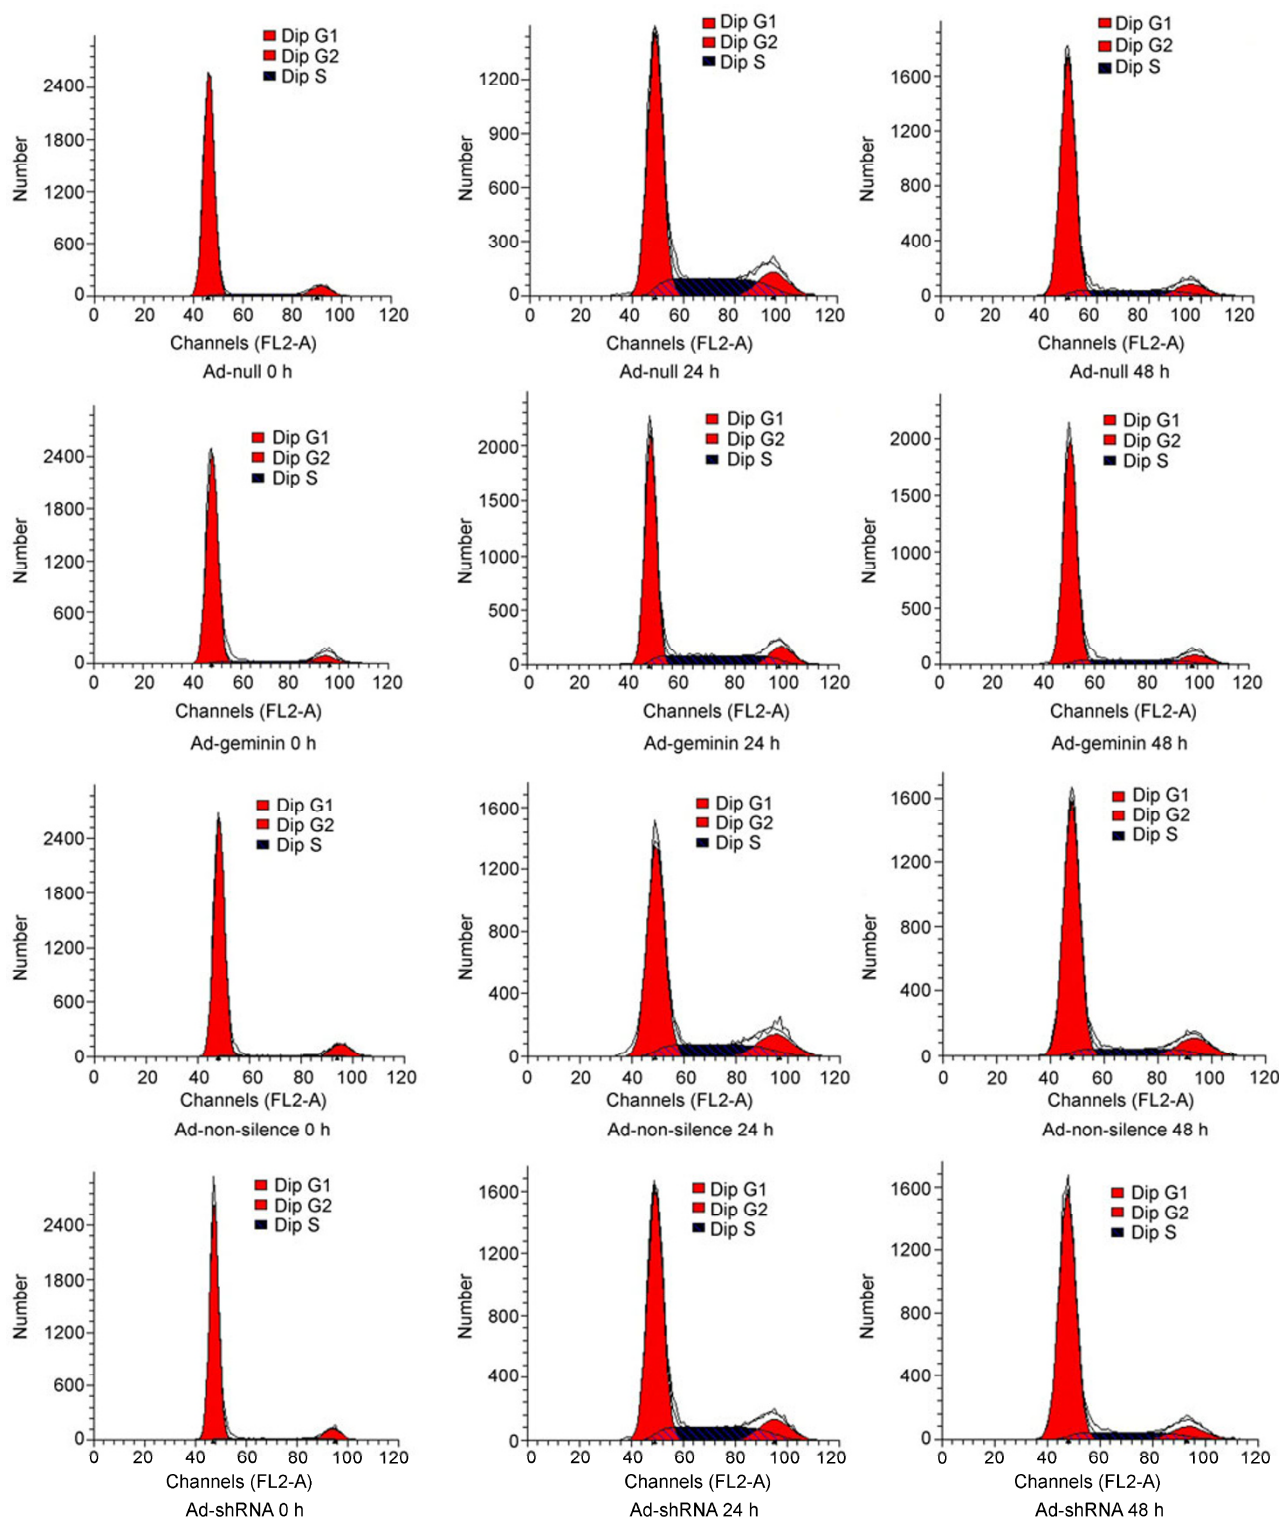 Dip G1
Dip G2
Dip S
2400
1800
1200
600
0
Number
0 20 40 60 80 100 120
Channels (FL2-A)
Ad-null 0 h
Dip G1
Dip G2
Dip S
1200
900
600
300
0
Number
0 20 40 60 80 100 120
Channels (FL2-A)
Ad-null 24 h
Dip G1
Dip G2
Dip S
1600
1200
800
400
0
Number
0 20 40 60 80 100 120
Channels (FL2-A)
Ad-null 48 h
Dip G1
Dip G2
Dip S
2400
1800
1200
600
0
Number
0 20 40 60 80 100 120
Channels (FL2-A)
Ad-geminin 0 h
Dip G1
Dip G2
Dip S
2000
1500
1000
500
0
Number
0 20 40 60 80 100 120
Channels (FL2-A)
Ad-geminin 24 h
Dip G1
Dip G2
Dip S
2000
1500
1000
500
0
Number
0 20 40 60 80 100 120
Channels (FL2-A)
Ad-geminin 48 h
Dip G1
Dip G2
Dip S
2400
1800
1200
600
0
Number
0 20 40 60 80 100 120
Channels (FL2-A)
Ad-non-silence 0 h
Dip G1
Dip G2
Dip S
1600
1200
800
400
0
Number
0 20 40 60 80 100 120
Channels (FL2-A)
Ad-non-silence 24 h
Dip G1
Dip G2
Dip S
1600
1200
800
400
0
Number
0 20 40 60 80 100 120
Channels (FL2-A)
Ad-non-silence 48 h
Dip G1
Dip G2
Dip S
2400
1800
1200
600
0
Number
0 20 40 60 80 100 120
Channels (FL2-A)
Ad-shRNA 0 h
Dip G1
Dip G2
Dip S
1600
1200
800
400
0
Number
0 20 40 60 80 100 120
Channels (FL2-A)
Ad-shRNA 24 h
Dip G1
Dip G2
Dip S
1600
1200
800
400
0
Number
0 20 40 60 80 100 120
Channels (FL2-A)
Ad-shRNA 48 h